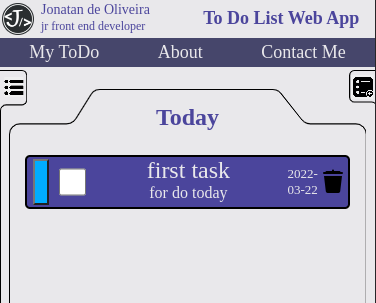 Jonatan de Oliveira
jr front end developer
To Do List Web App
My ToDo About Contact Me
Today
first task
for do today
2022-
03-22